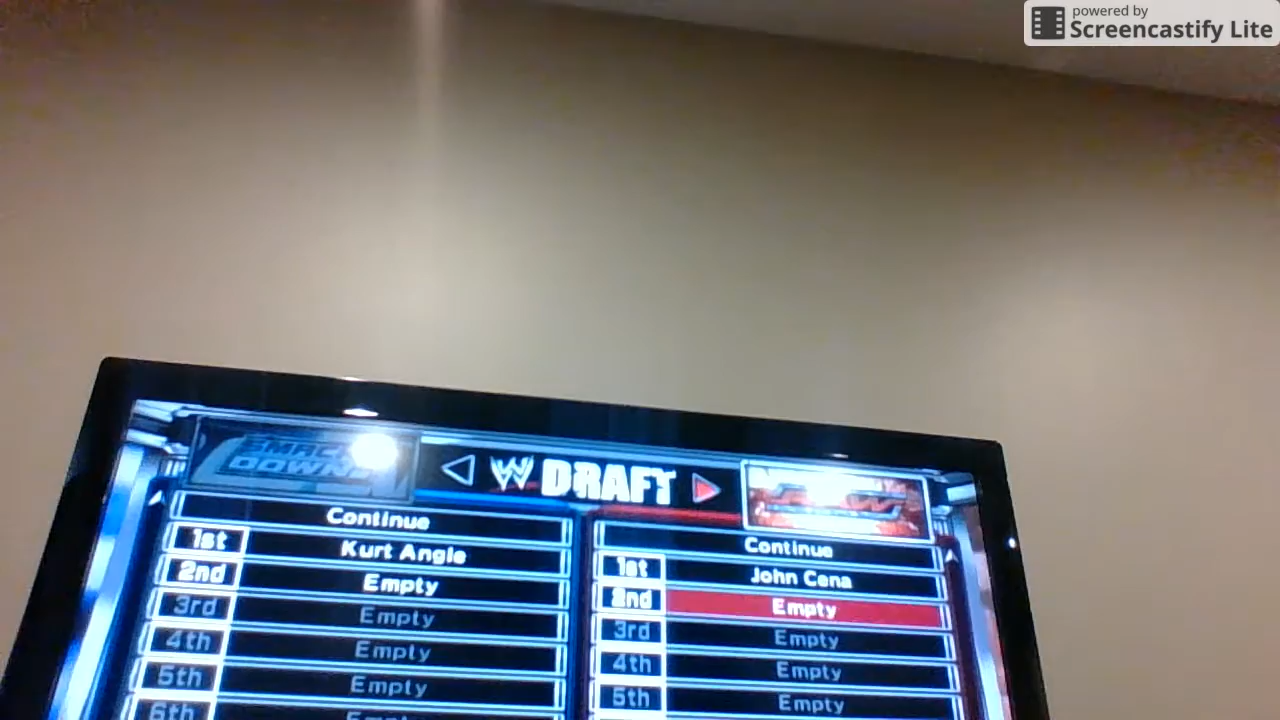 powered by
Screencastify Lite
SMACK
DOWN
W DRAFT
Continue
1st Kurt Angle
2nd Empty
3rd Empty
4th Empty
5th Empty
6th
Continue
1st John Cena
2nd Empty
3rd Empty
4th Empty
5th Empty